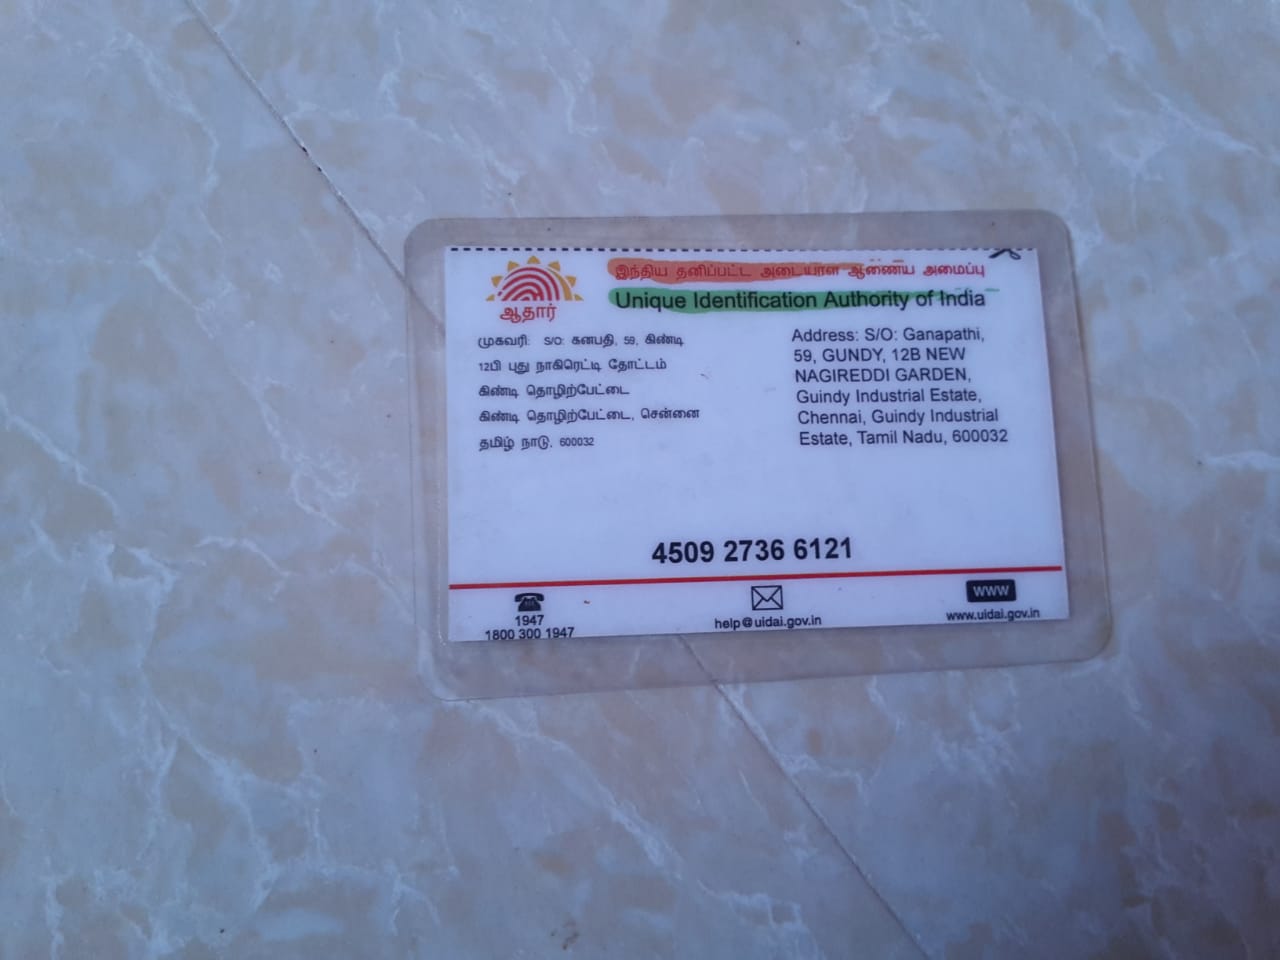 இந்திய தனிப்பட்ட அடையாள ஆணைய அமைப்பு
Unique Identification Authority of India
ஆதார்
முகவரி: S/O: கனபதி, 59, கிண்டி
12பி புது நாகிரெட்டி தோட்டம்
கிண்டி தொழிற்பேட்டை
கிண்டி தொழிற்பேட்டை, சென்னை
தமிழ் நாடு, 600032
Address: S/O: Ganapathi,
59, GUNDY, 12B NEW
NAGIREDDI GARDEN,
Guindy Industrial Estate,
Chennai, Guindy Industrial
Estate, Tamil Nadu, 600032
4509 2736 6121
1947
1800 300 1947
help@uidai.gov.in
WWW
www.uidai.gov.in